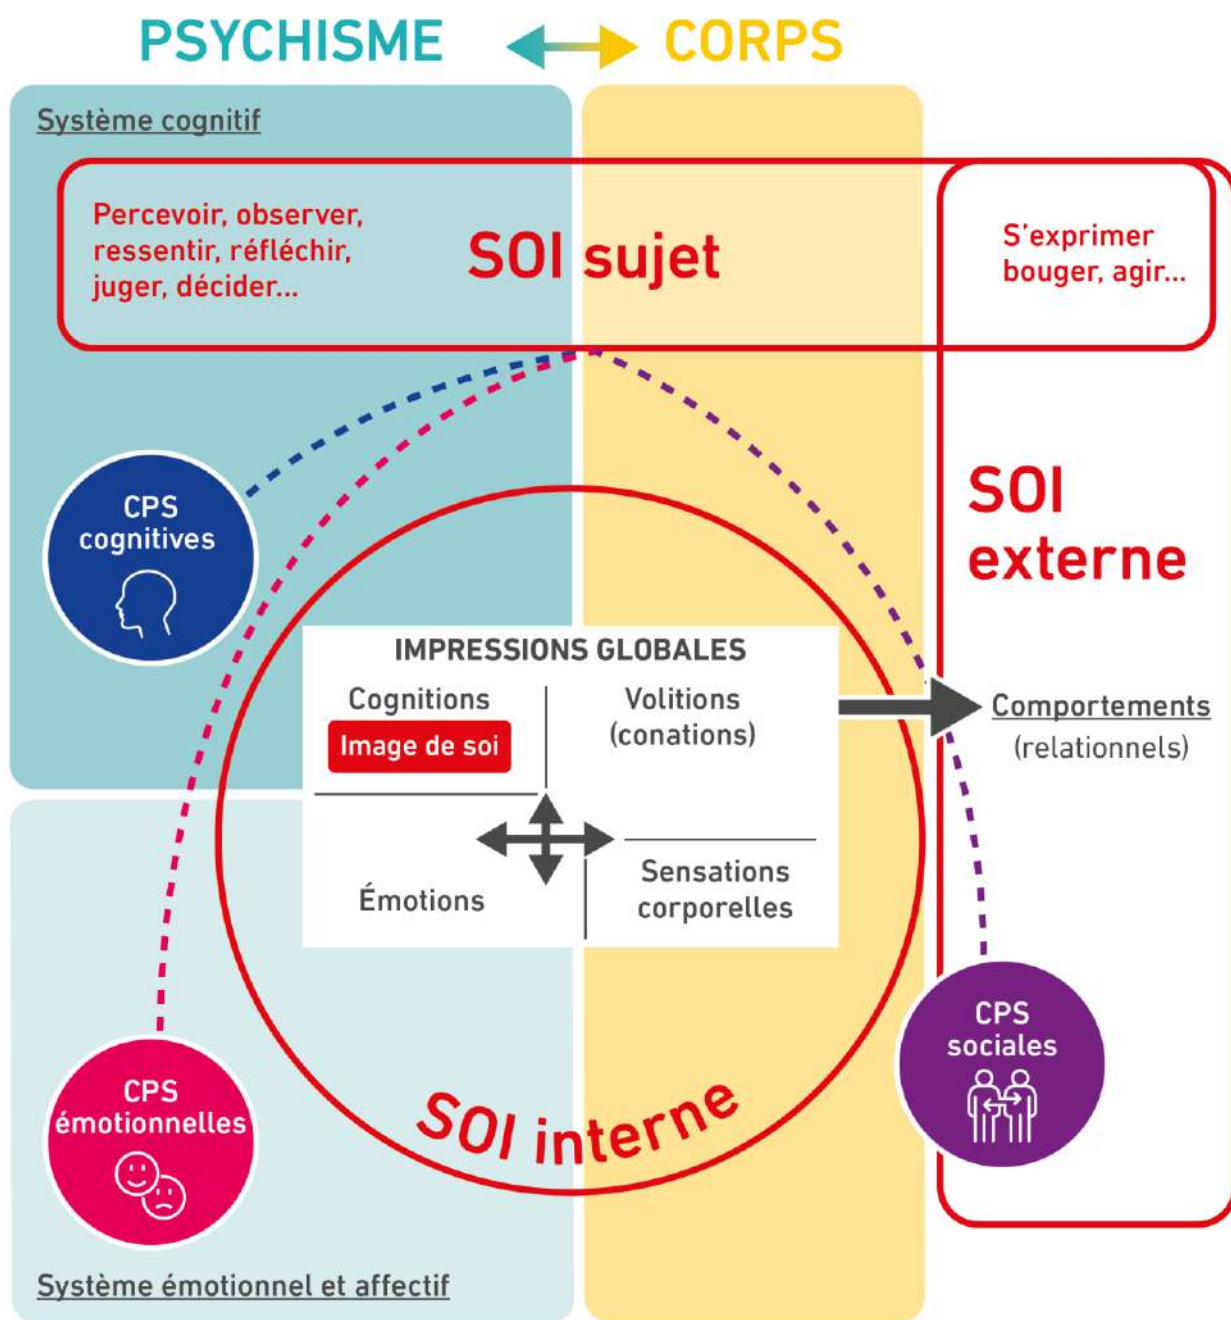 PSYCHISME
CORPS
Système cognitif
Percevoir, observer,
ressentir, réfléchir,
juger, décider...
SOI sujet
S'exprimer
bouger, agir...
CPS
cognitives
SOI
externe
IMPRESSIONS GLOBALES
Cognitions
Image de soi
Volitions
(conations)
Comportements
(relationnels)
Émotions
Sensations
corporelles
CPS
sociales
CPS
émotionnelles
SOI interne
Système émotionnel et affectif